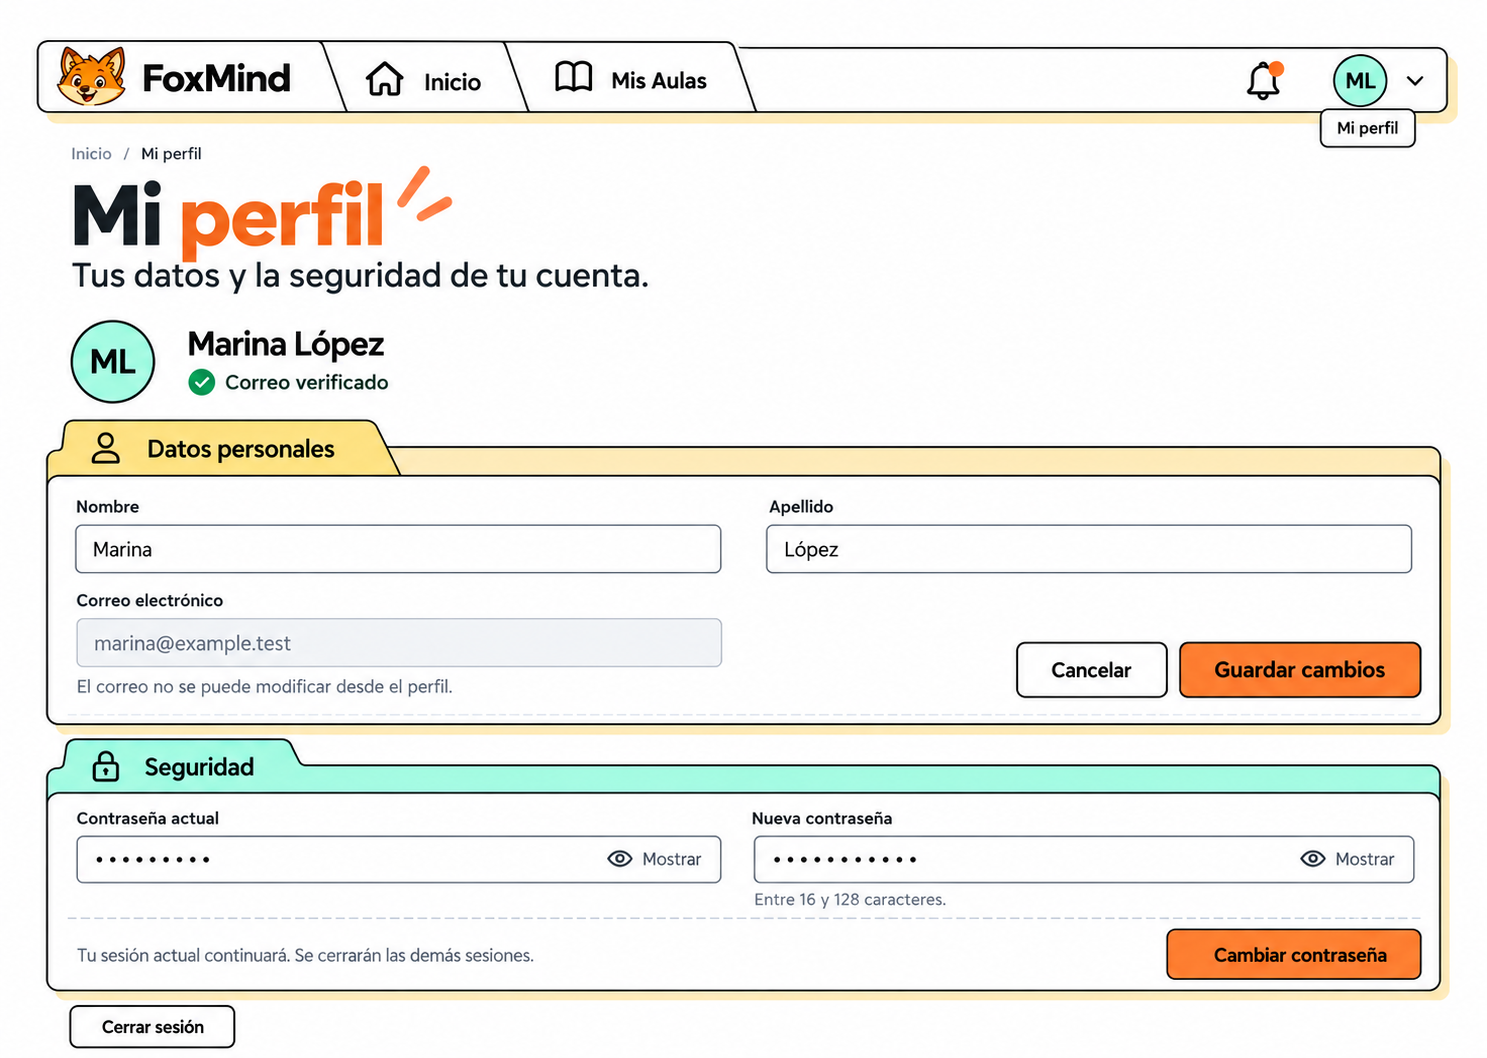 FoxMind
Inicio
Mis Aulas
ML
Mi perfil
Inicio / Mi perfil
Mi perfil
Tus datos y la seguridad de tu cuenta.
ML
Marina López
Correo verificado
Datos personales
Nombre
Apellido
Marina
López
Correo electrónico
marina@example.test
El correo no se puede modificar desde el perfil.
Cancelar
Guardar cambios
Seguridad
Contraseña actual
Nueva contraseña
•••••••••
Mostrar
•••••••••••
Mostrar
Entre 16 y 128 caracteres.
Tu sesión actual continuará. Se cerrarán las demás sesiones.
Cambiar contraseña
Cerrar sesión